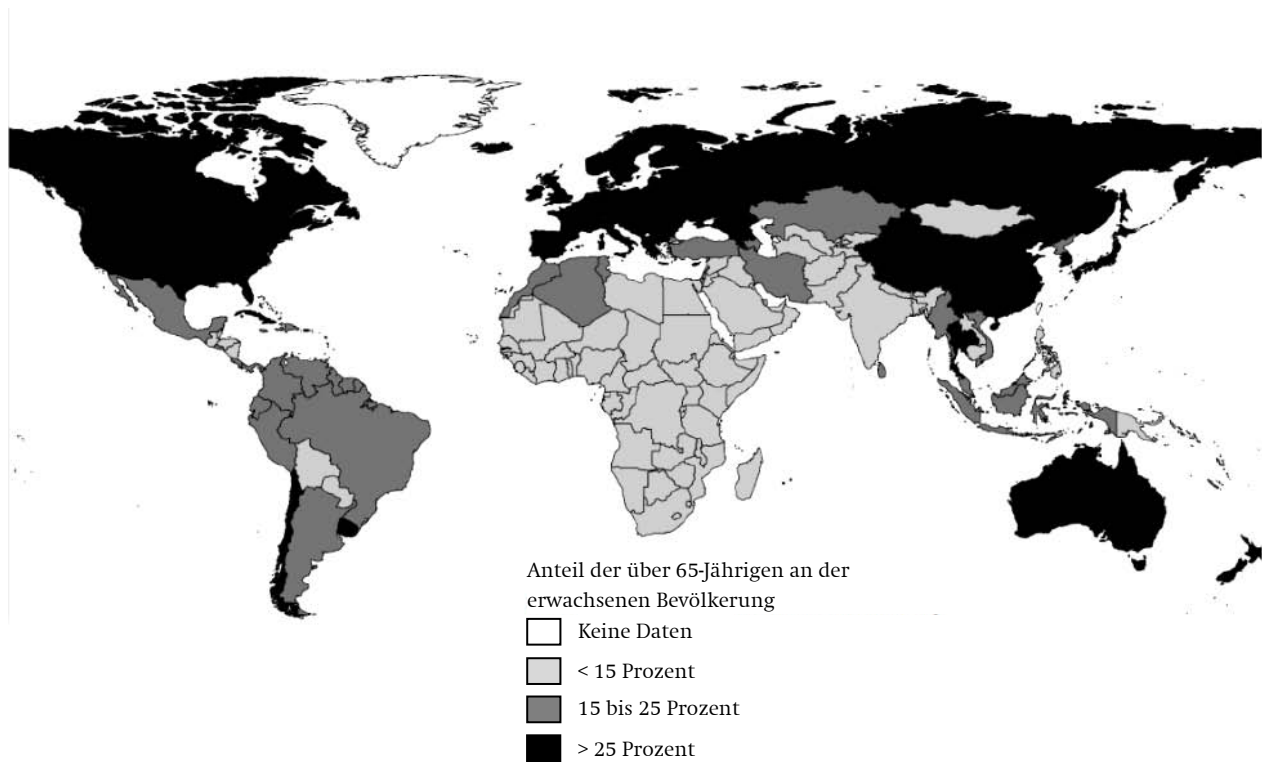 Anteil der über 65-Jährigen an der
erwachsenen Bevölkerung
Keine Daten
< 15 Prozent
15 bis 25 Prozent
> 25 Prozent